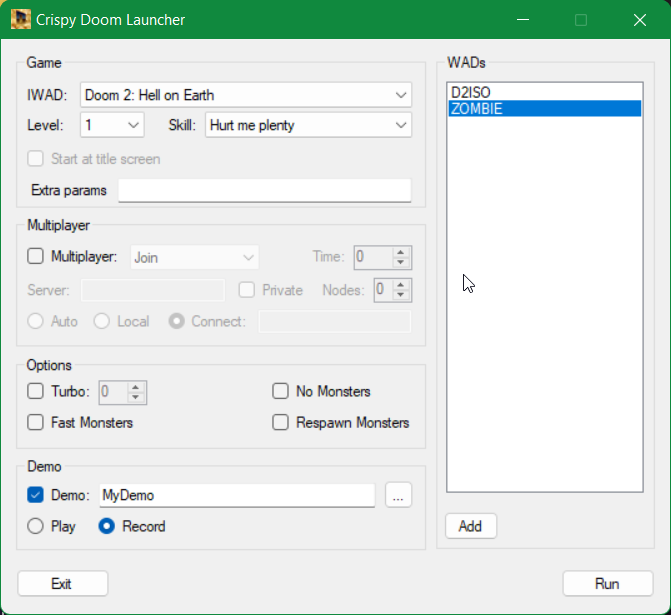 Crispy Doom Launcher
Game
IWAD: Doom 2: Hell on Earth
Level: 1 Skill: Hurt me plenty
Start at title screen
Extra params
Multiplayer
Multiplayer: Join Time: 0
Server: Private Nodes: 0
Auto Local Connect:
Options
Turbo: 0 No Monsters
Fast Monsters Respawn Monsters
Demo
Demo: MyDemo ...
Play Record
Exit
WADs
D2ISO
ZOMBIE
Add
Run